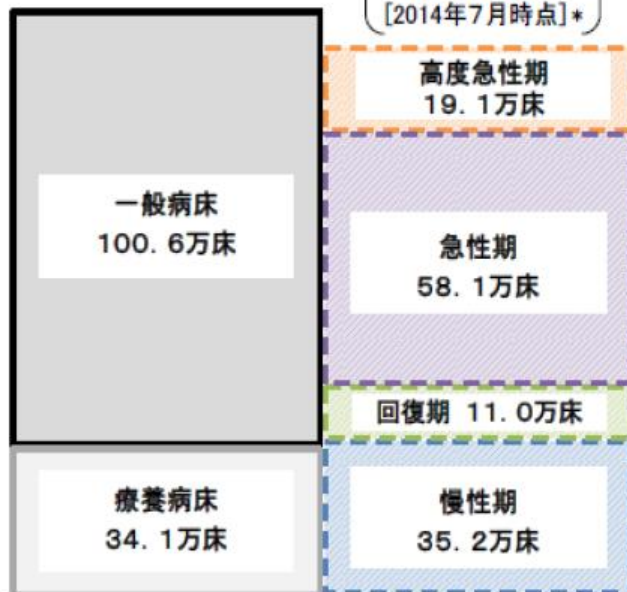 [2014年7月時点]*
高度急性期
19.1万床
一般病床
100.6万床
急性期
58.1万床
回復期 11.0万床
療養病床
34.1万床
慢性期
35.2万床